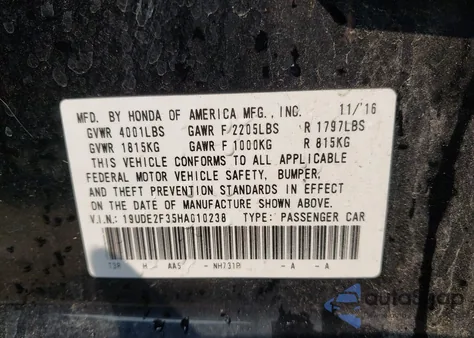 MFD. BY HONDA OF AMERICA MFG., INC. 11/16
GVWR 4001LBS GAWR F 2205LBS R 1797LBS
GVWR 1815KG GAWR F 1000KG R 815KG
THIS VEHICLE CONFORMS TO ALL APPLICABLE
FEDERAL MOTOR VEHICLE SAFETY, BUMPER,
AND THEFT PREVENTION STANDARDS IN EFFECT
ON THE DATE OF MANUFACTURE SHOWN ABOVE.
V.I.N.: 19UDE2F35HA010238 TYPE: PASSENGER CAR
H AA5 NH731P - A - A